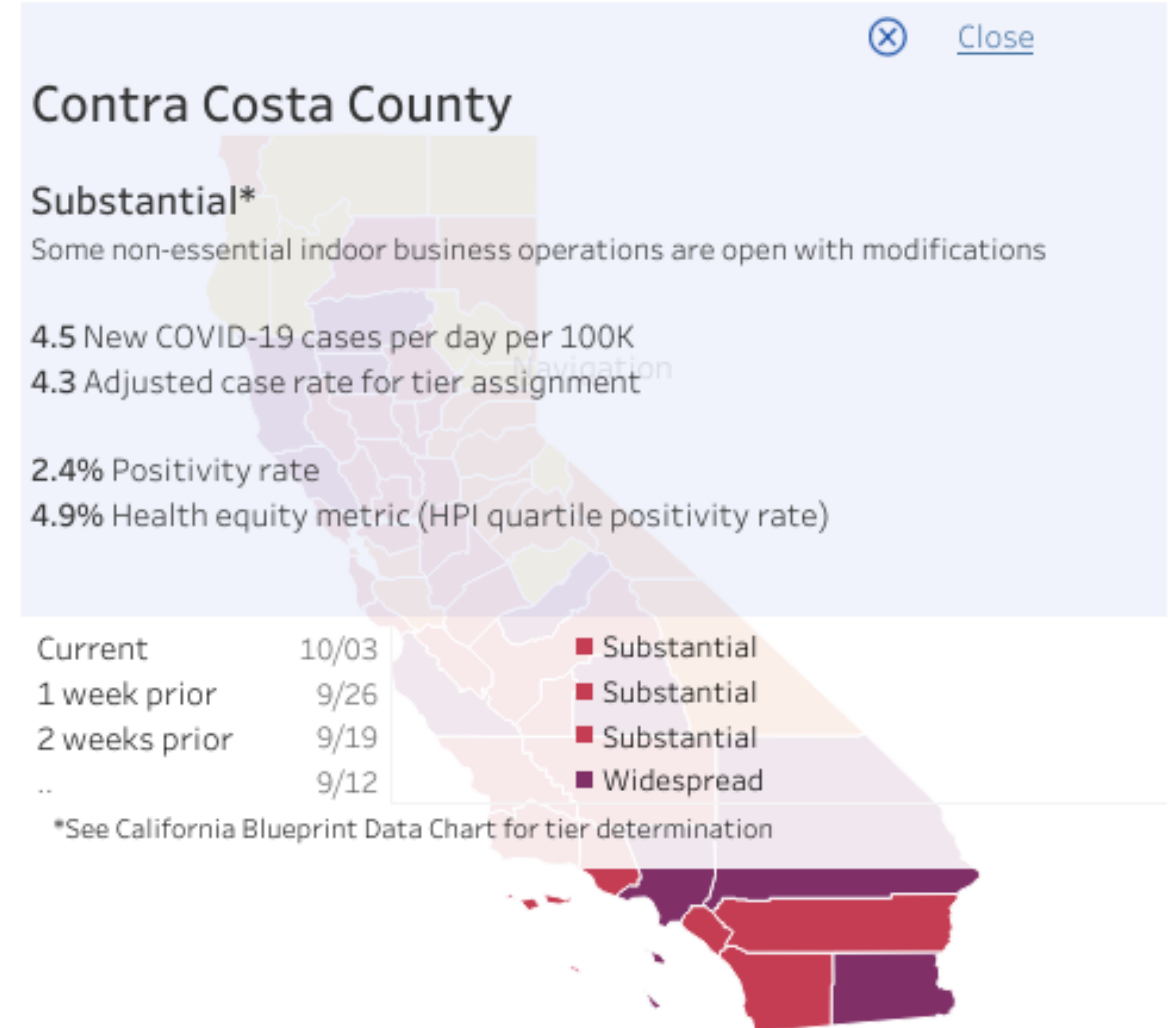 Close
Contra Costa County
Substantial*
Some non-essential indoor business operations are open with modifications
4.5 New COVID-19 cases per day per 100K
Navigation
4.3 Adjusted case rate for tier assignment
2.4% Positivity rate
4.9% Health equity metric (HPI quartile positivity rate)
Current 10/03 Substantial
1 week prior 9/26 Substantial
2 weeks prior 9/19 Substantial
.. 9/12 Widespread
*See California Blueprint Data Chart for tier determination